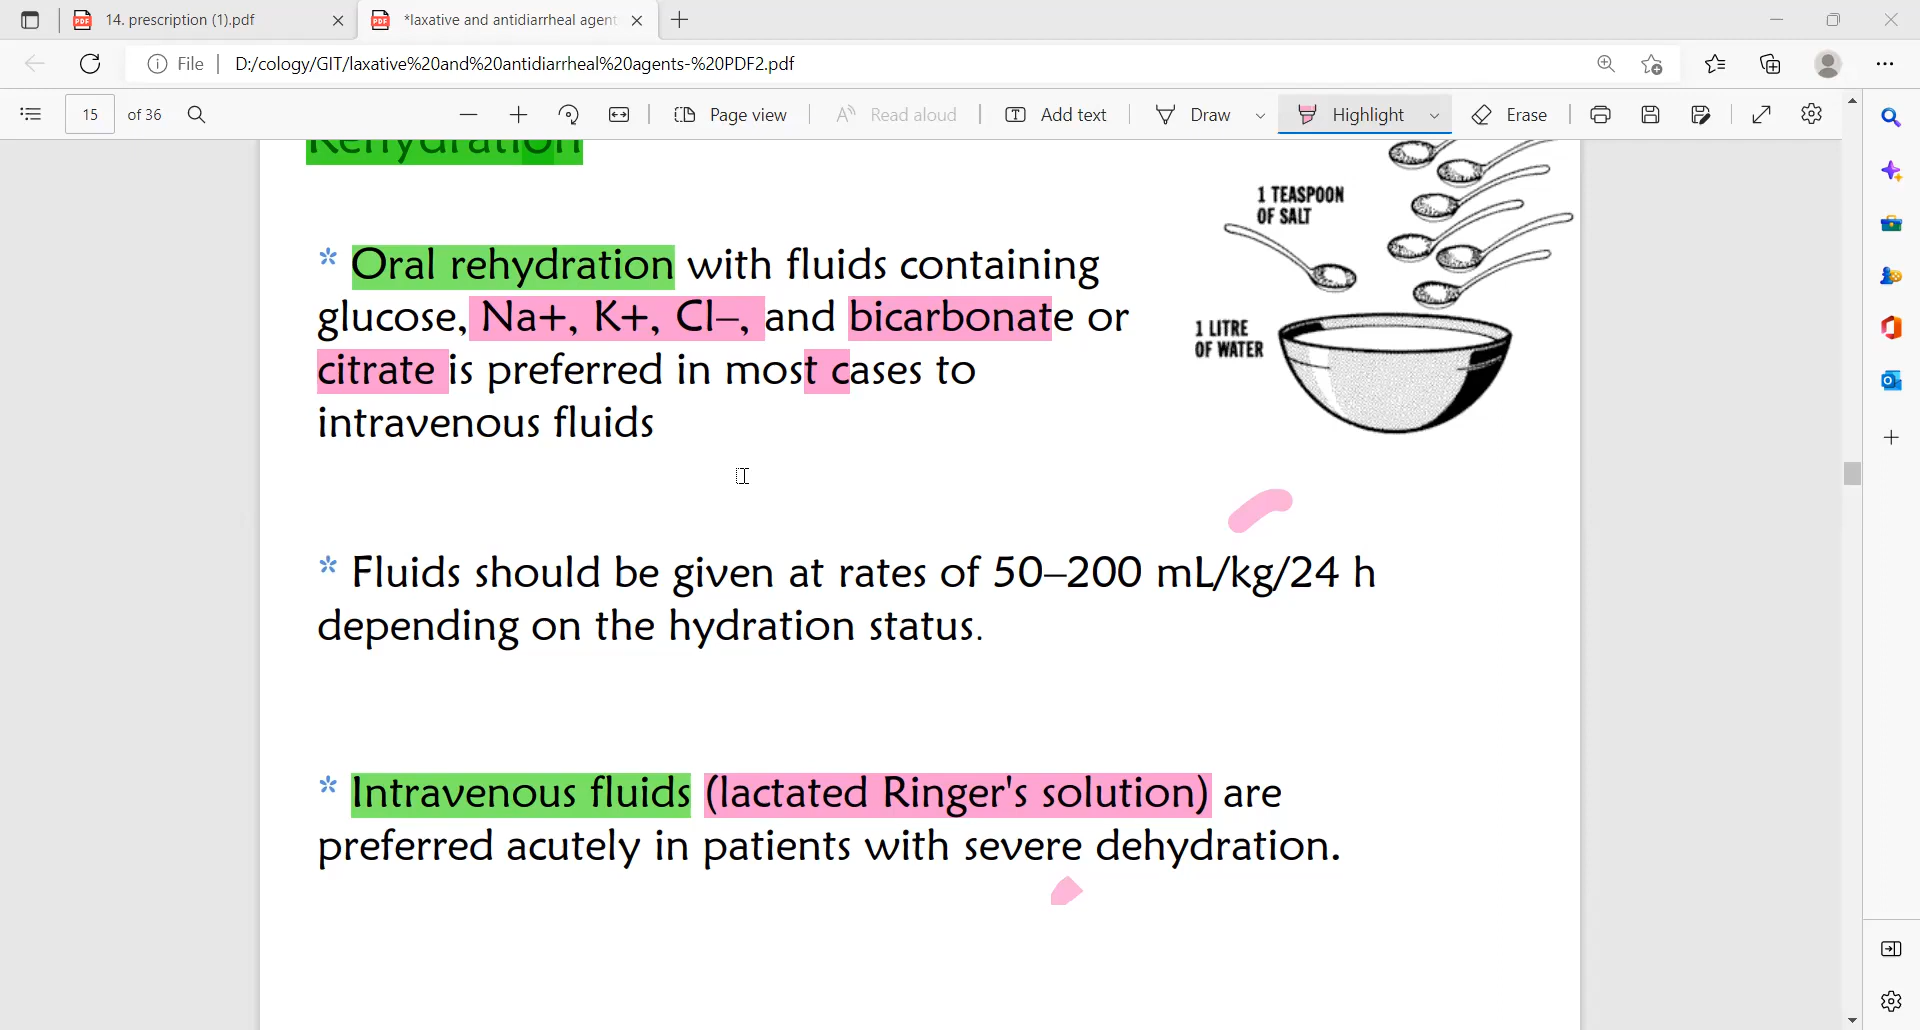 14. prescription (1).pdf
*laxative and antidiarrheal agent
File
D:/cology/GIT/laxative%20and%20antidiarrheal%20agents-%20PDF2.pdf
15 of 36
Page view
Read aloud
Add text
Draw
Highlight
Erase
Rehydration
1 TEASPOON
OF SALT
* Oral rehydration with fluids containing
glucose, Na+, K+, Cl–, and bicarbonate or
citrate is preferred in most cases to
intravenous fluids
1 LITRE
OF WATER
* Fluids should be given at rates of 50–200 mL/kg/24 h
depending on the hydration status.
* Intravenous fluids (lactated Ringer's solution) are
preferred acutely in patients with severe dehydration.